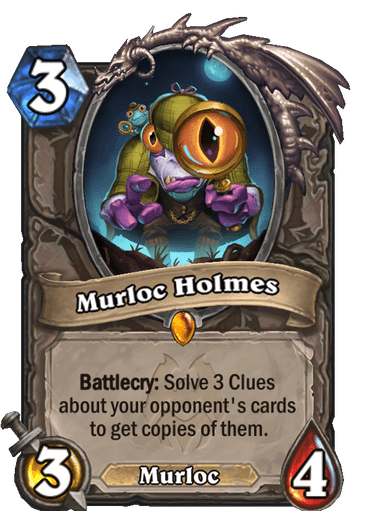 3
Murloc Holmes
Battlecry: Solve 3 Clues
about your opponent's cards
to get copies of them.
3
Murloc
4